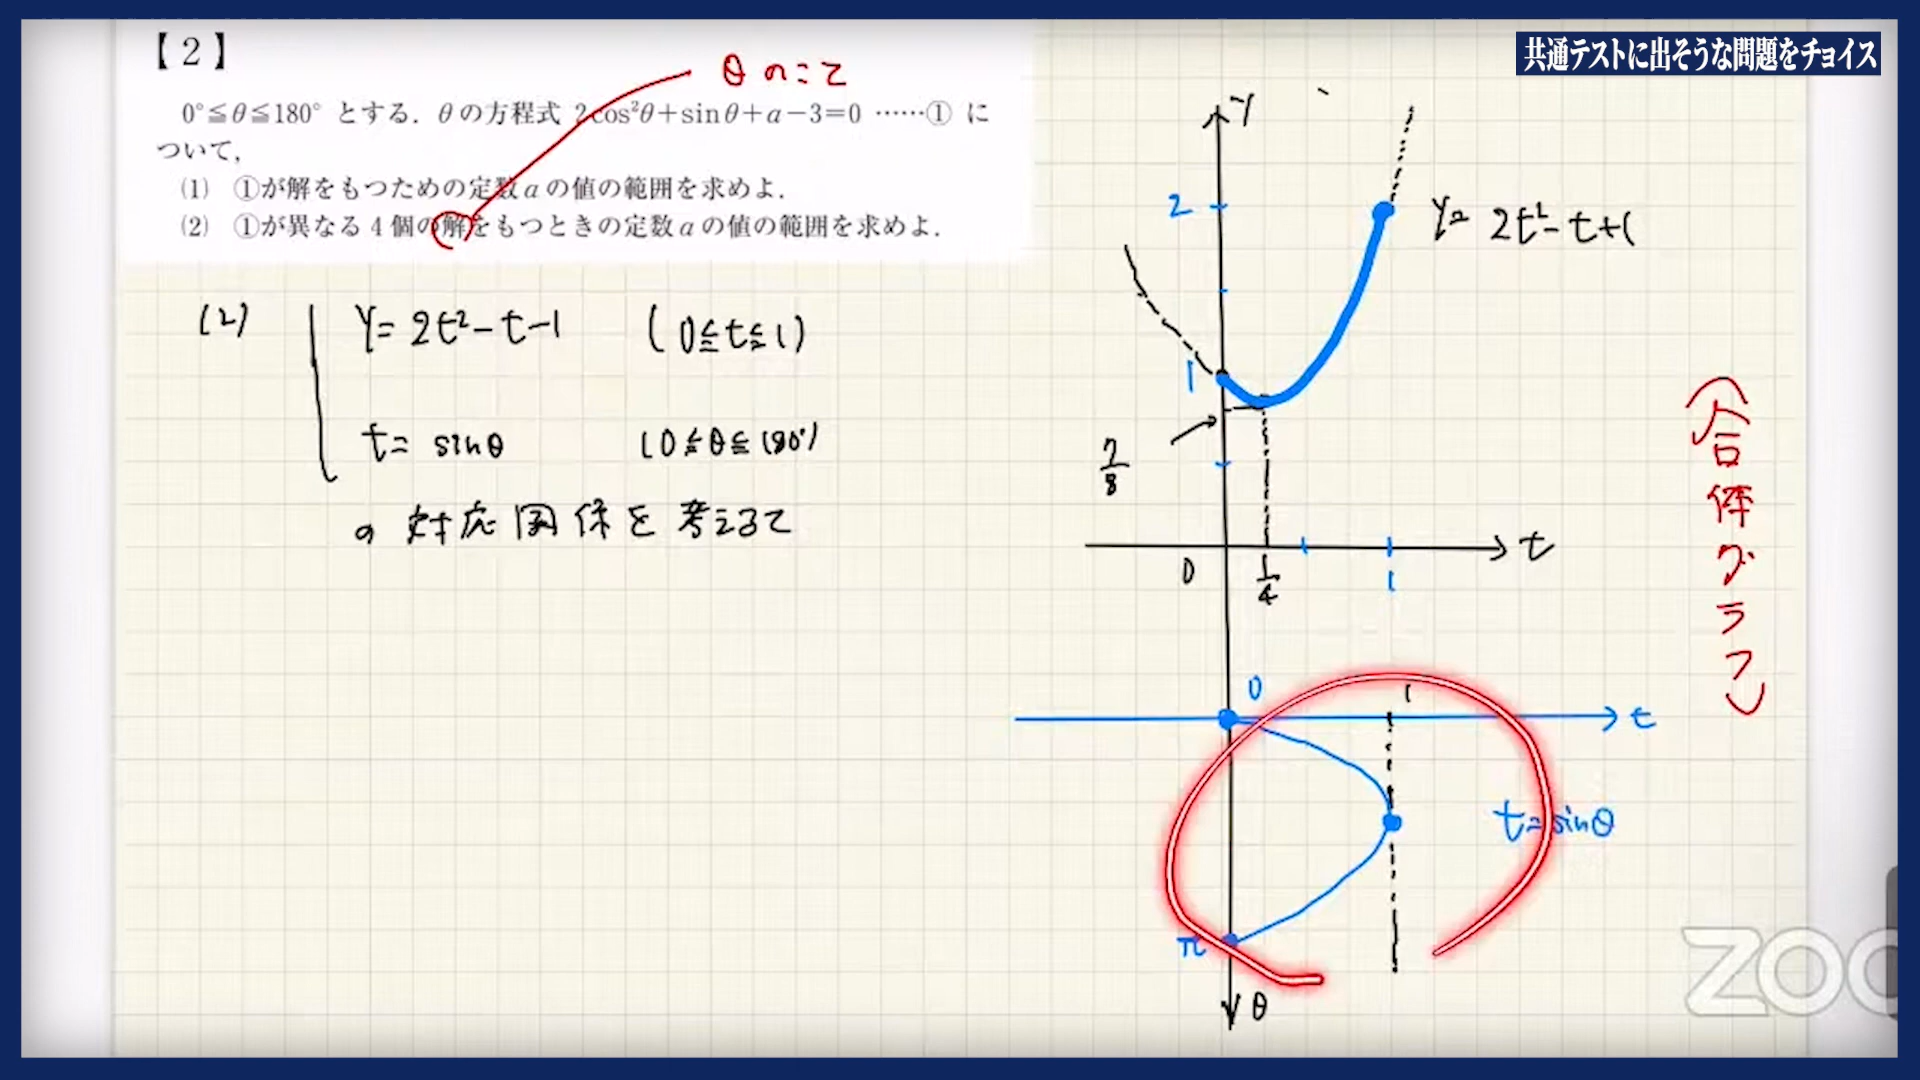 共通テストに出そうな問題をチョイス
【2】
θのこと
0°≦θ≦180° とする. θの方程式 2cos²θ+sinθ+a−3=0 ……① に
ついて,
(1) ①が解をもつための定数aの値の範囲を求めよ.
(2) ①が異なる4個の解をもつときの定数aの値の範囲を求めよ.
(2) y=2t²-t-1 (0≦t≦1)
t=sinθ (0≦θ≦180°)
の対応関係を考えるて
y
2
y=2t²-t+1
1
7/8
0
1/4
1
t
(合体グラフ)
0
1
t
t=sinθ
π
θ
ZOO